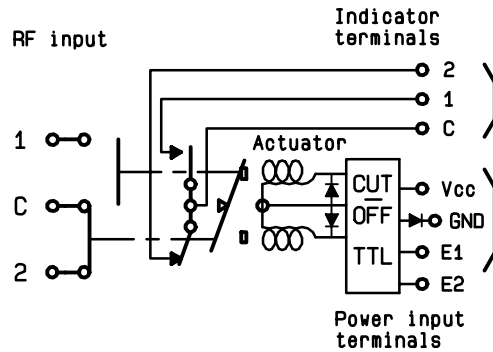 RF input
Indicator
terminals
2
1
C
1
C
2
Actuator
CUT
OFF
TTL
Vcc
GND
E1
E2
Power input
terminals